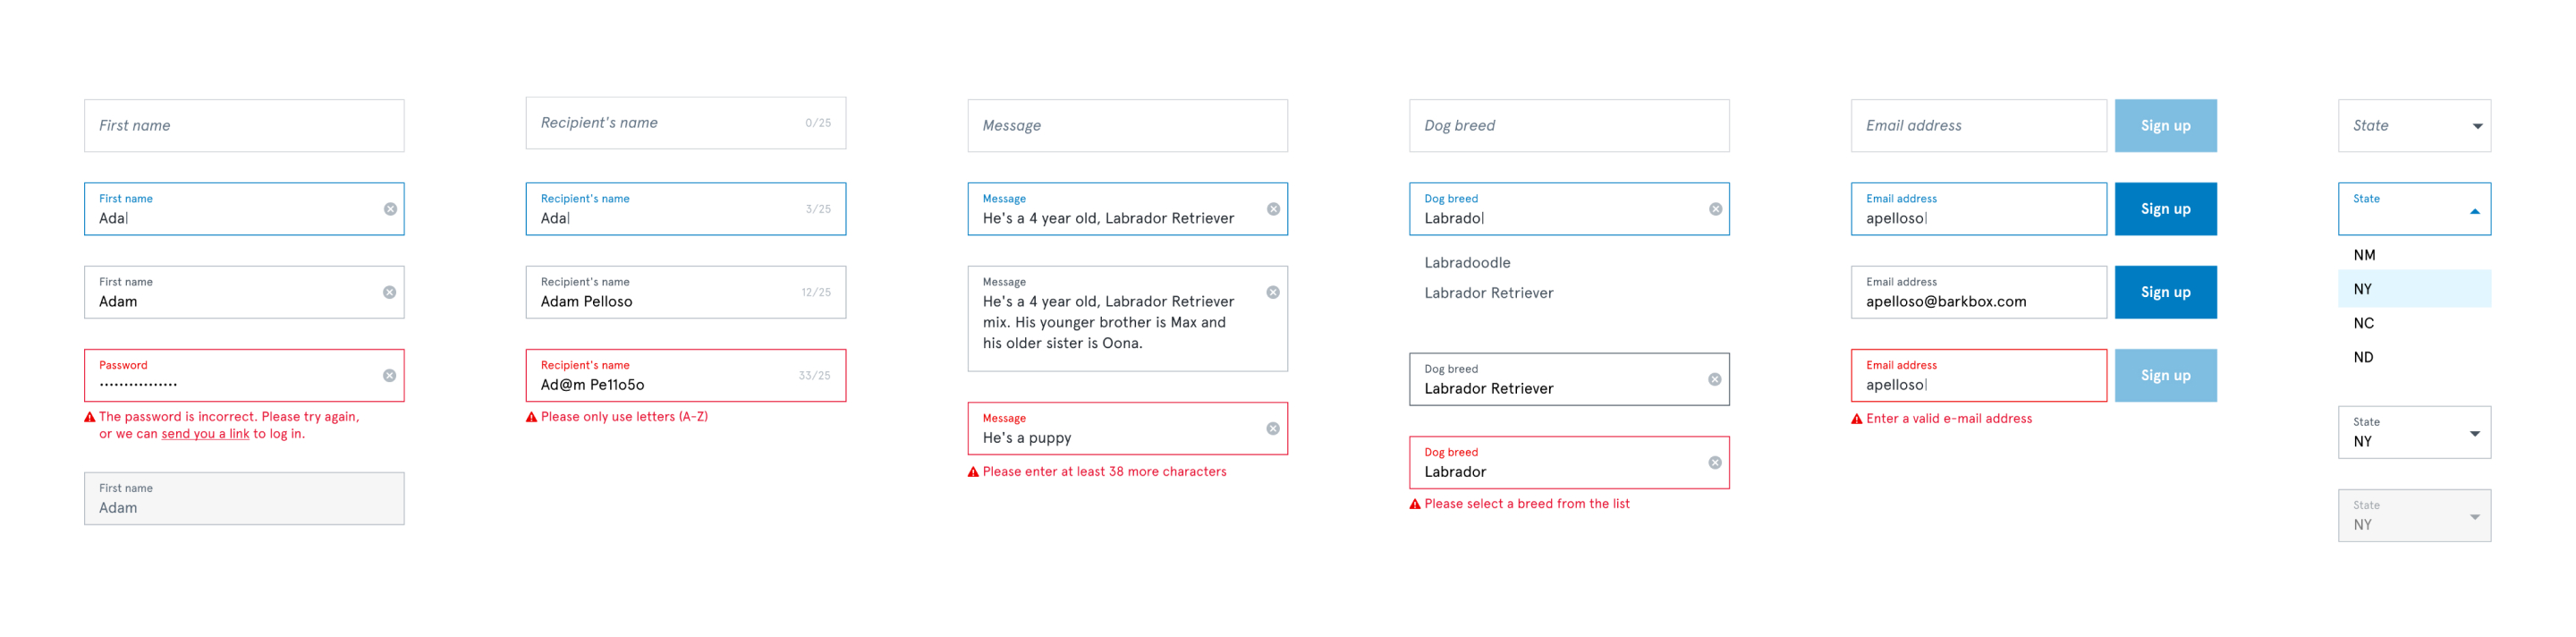 First name
First name
Ada
First name
Adam
Password
................
The password is incorrect. Please try again,
or we can send you a link to log in.
First name
Adam
Recipient's name 0/25
Recipient's name
Ada 3/25
Recipient's name
Adam Pelloso 12/25
Recipient's name
Ad@m Pe11o5o 33/25
Please only use letters (A-Z)
Message
Message
He's a 4 year old, Labrador Retriever
Message
He's a 4 year old, Labrador Retriever
mix. His younger brother is Max and
his older sister is Oona.
Message
He's a puppy
Please enter at least 38 more characters
Dog breed
Dog breed
Labrado
Labradoodle
Labrador Retriever
Dog breed
Labrador Retriever
Dog breed
Labrador
Please select a breed from the list
Email address Sign up
Email address
apelloso Sign up
Email address
apelloso@barkbox.com Sign up
Email address
apelloso Sign up
Enter a valid e-mail address
State
State
NM
NY
NC
ND
State
NY
State
NY